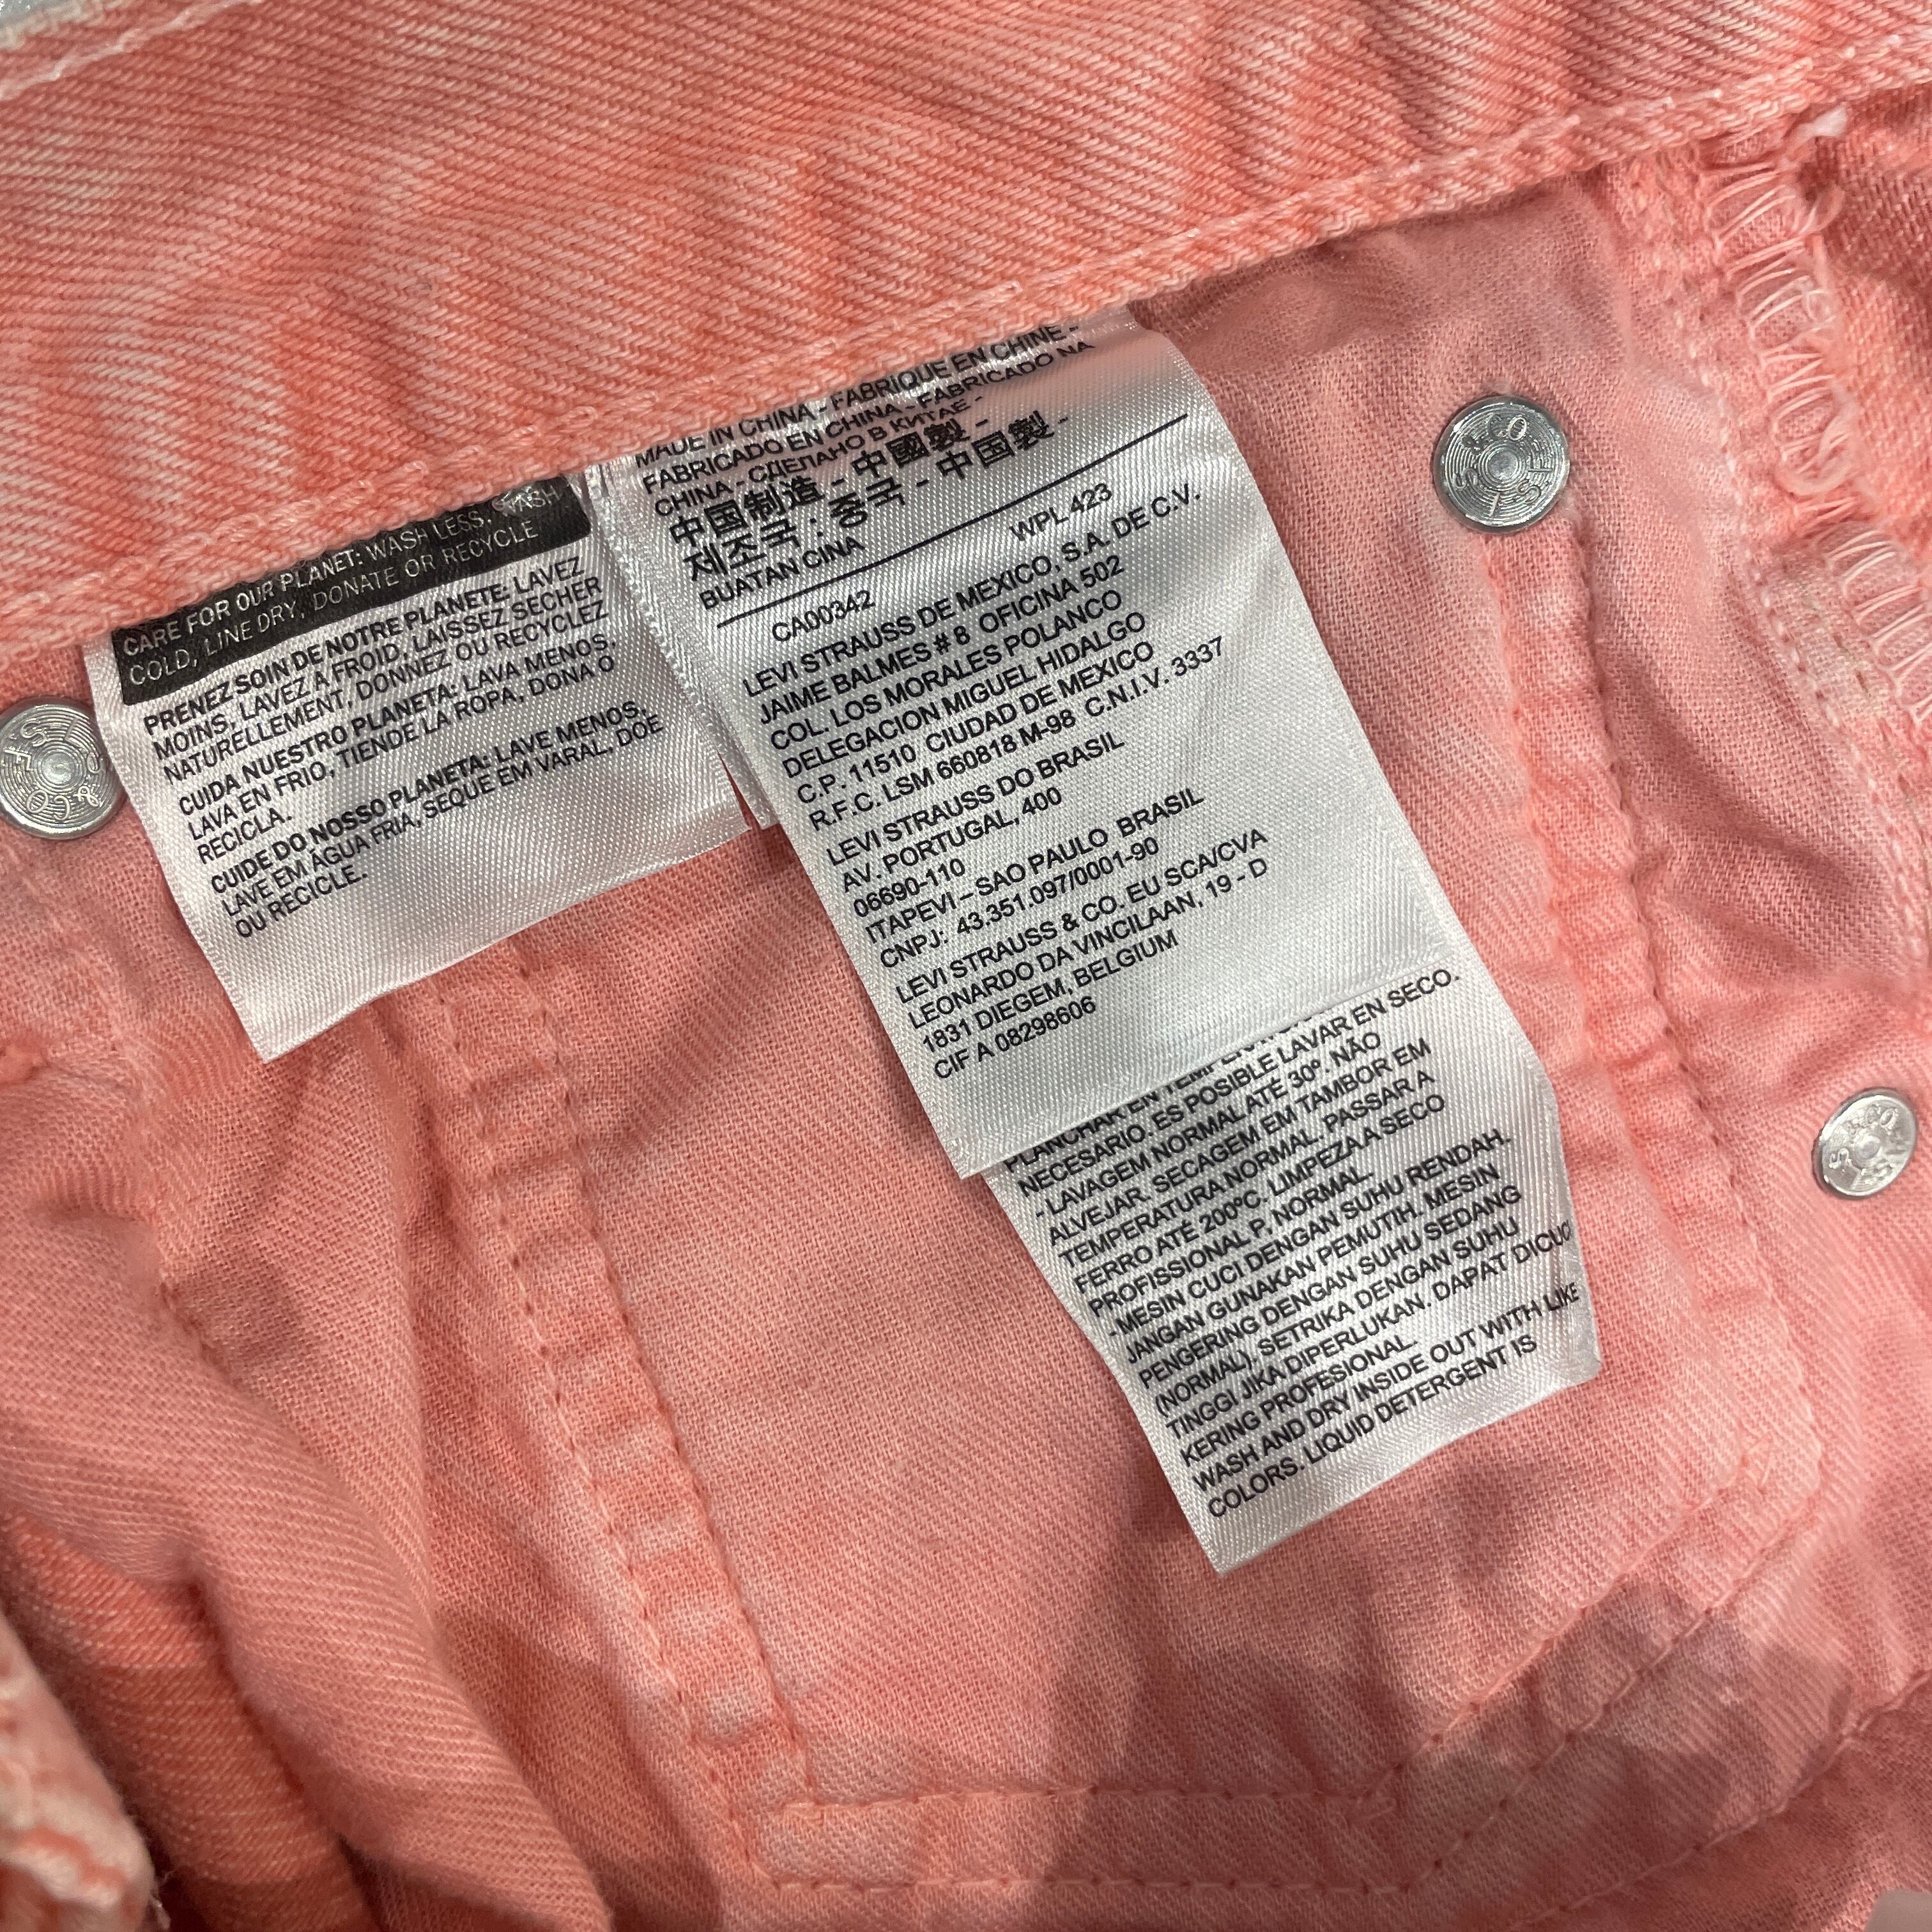 CARE FOR OUR PLANET: WASH LESS, WASH
COLD, LINE DRY, DONATE OR RECYCLE
PRENEZ SOIN DE NOTRE PLANETE: LAVEZ
MOINS, LAVEZ A FROID, LAISSEZ SECHER
NATURELLEMENT, DONNEZ OU RECYCLEZ
CUIDA NUESTRO PLANETA: LAVA MENOS,
LAVA EN FRIO, TIENDE LA ROPA, DONA O
RECICLA.
CUIDE DO NOSSO PLANETA: LAVE MENOS,
LAVE EM ÁGUA FRIA, SEQUE EM VARAL, DOE
OU RECICLE.
MADE IN CHINA - FABRIQUE EN CHINE -
FABRICADO EN CHINA - FABRICADO NA
CHINA - СДЕЛАНО В КИТАЕ -
中国制造 - 中國製 -
제조국 : 중국 - 中国製 -
BUATAN CINA
CA00342 WPL 423
LEVI STRAUSS DE MEXICO, S.A. DE C.V.
JAIME BALMES # 8 OFICINA 502
COL. LOS MORALES POLANCO
DELEGACION MIGUEL HIDALGO
C.P. 11510 CIUDAD DE MEXICO
R.F.C. LSM 660818 M-98 C.N.I.V. 3337
LEVI STRAUSS DO BRASIL
AV. PORTUGAL, 400
06690-110
ITAPEVI – SAO PAULO BRASIL
CNPJ: 43.351.097/0001-90
LEVI STRAUSS & CO. EU SCA/CVA
LEONARDO DA VINCILAAN, 19 - D
1831 DIEGEM, BELGIUM
CIF A 08298606
PLANCHAR EN
NECESARIO. ES POSIBLE LAVAR EN SECO.
- LAVAGEM NORMAL ATÉ 30º. NÃO
ALVEJAR. SECAGEM EM TAMBOR EM
TEMPERATURA NORMAL. PASSAR A
FERRO ATÉ 200ºC. LIMPEZA A SECO
PROFISSIONAL P, NORMAL
- MESIN CUCI DENGAN SUHU RENDAH.
JANGAN GUNAKAN PEMUTIH. MESIN
PENGERING DENGAN SUHU SEDANG
(NORMAL). SETRIKA DENGAN SUHU
TINGGI JIKA DIPERLUKAN. DAPAT DICUCI
KERING PROFESIONAL.
WASH AND DRY INSIDE OUT WITH LIKE
COLORS. LIQUID DETERGENT IS